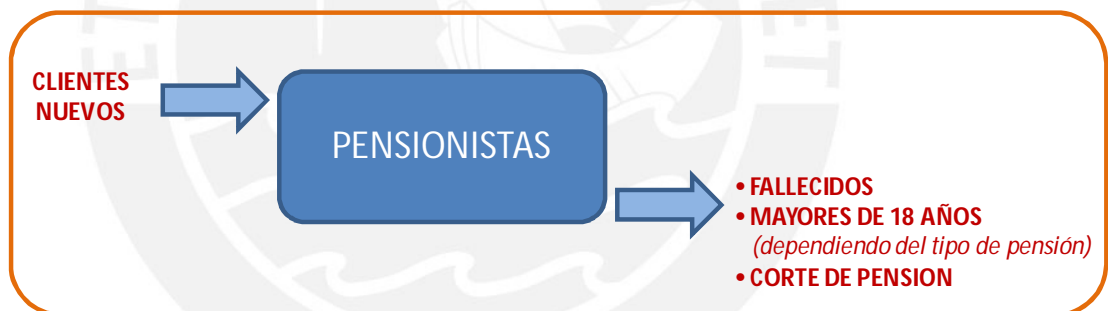 CLIENTES
NUEVOS
PENSIONISTAS
• FALLECIDOS
• MAYORES DE 18 AÑOS
(dependiendo del tipo de pensión)
• CORTE DE PENSION